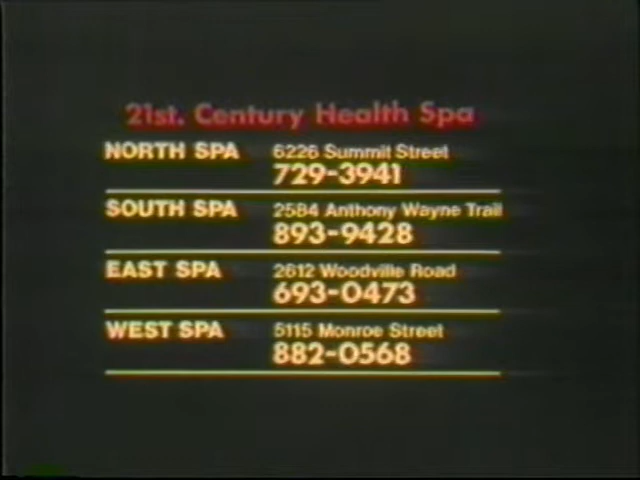 21st. Century Health Spa
NORTH SPA 6226 Summit Street
729-3941
SOUTH SPA 2584 Anthony Wayne Trail
893-9428
EAST SPA 2612 Woodville Road
693-0473
WEST SPA 5115 Monroe Street
882-0568